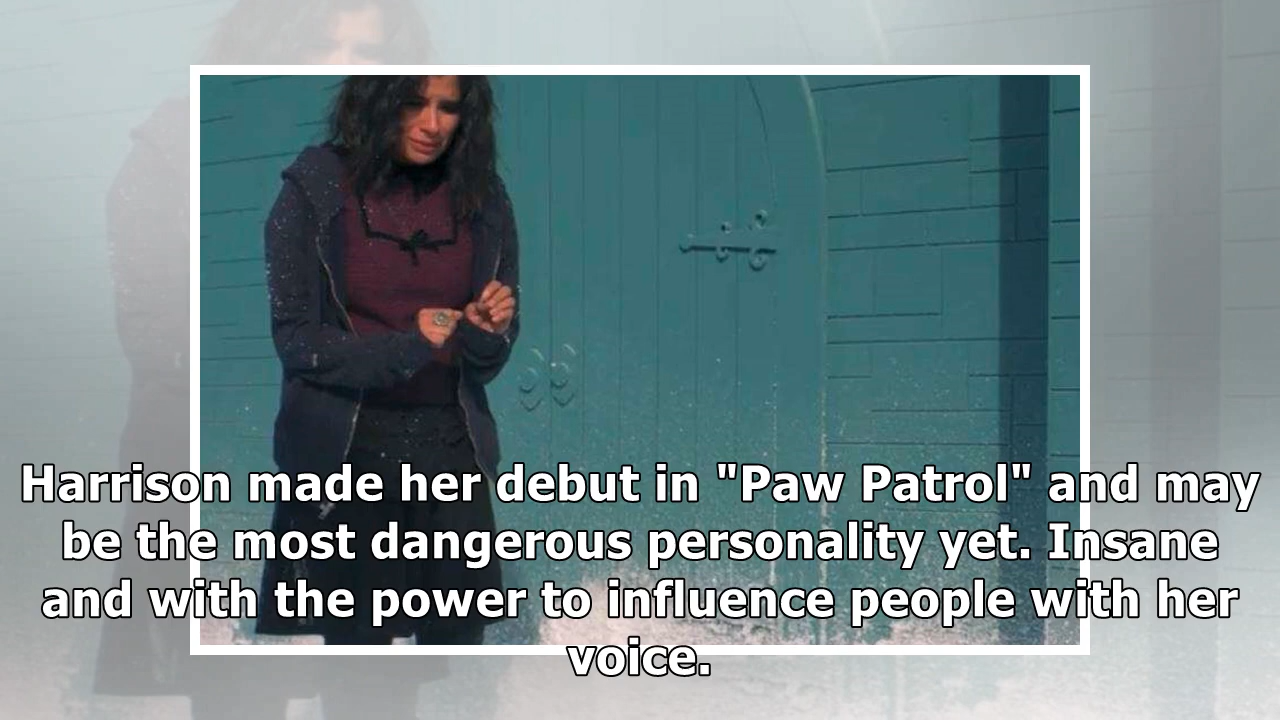 Harrison made her debut in "Paw Patrol" and may
be the most dangerous personality yet. Insane
and with the power to influence people with her
voice.